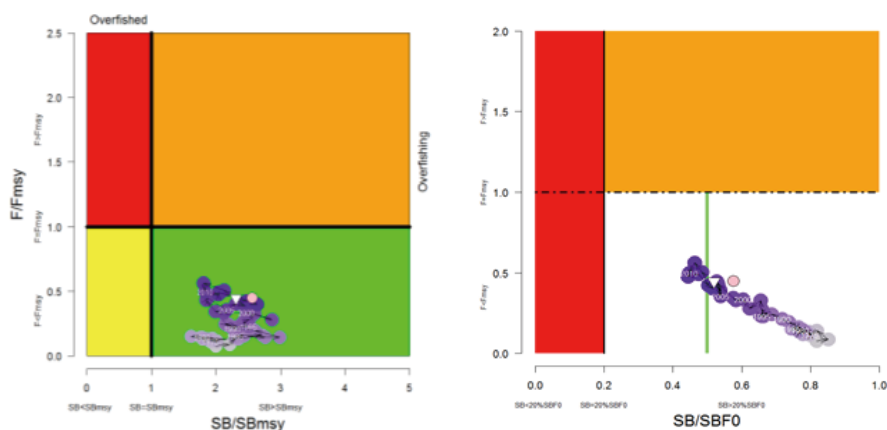 Overfished
2.5
2.0
1.5
1.0
0.5
0.0
F/Fmsy
F>Fmsy
F=Fmsy
F<Fmsy
Overfishing
0
1
2
3
4
5
SB<SBmsy
SB=SBmsy
SB>SBmsy
SB/SBmsy
2.0
1.5
1.0
0.5
0.0
F>Fmsy
F=Fmsy
F<Fmsy
2010
2005
2000
1995
0.0
0.2
0.4
0.6
0.8
1.0
SB<20%SBF0
SB=20%SBF0
SB>20%SBF0
SB/SBF0